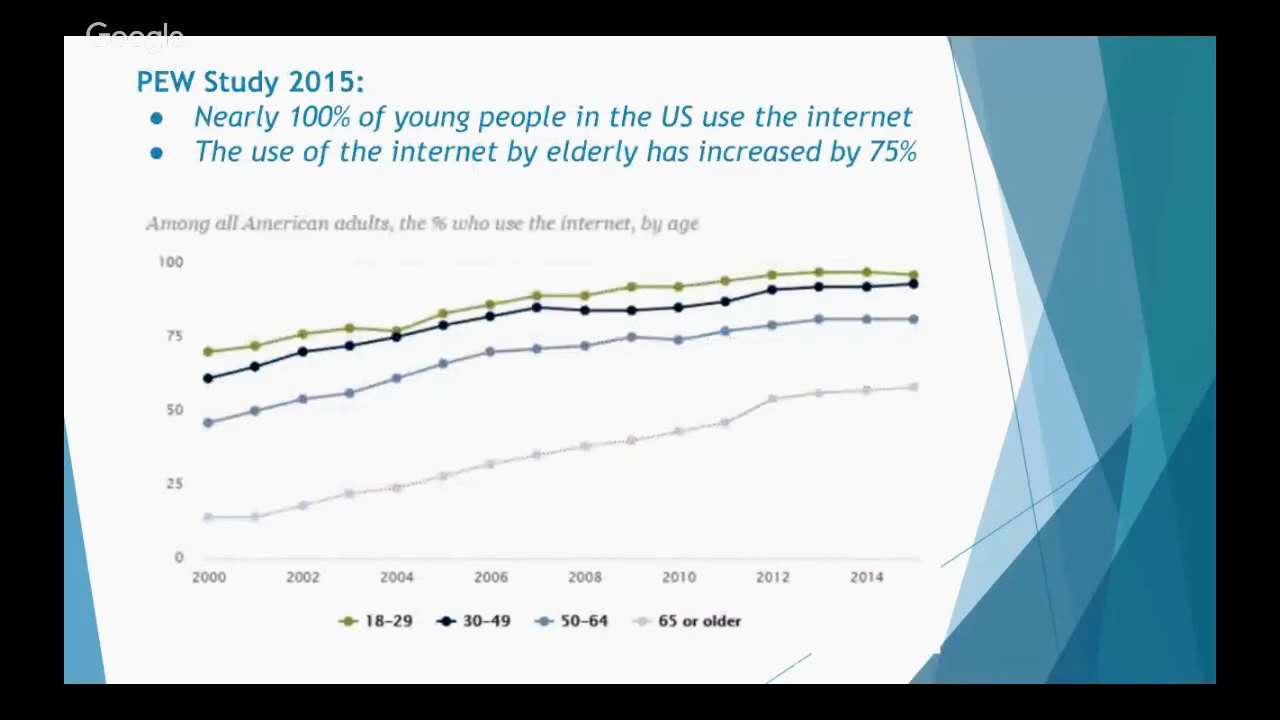 Google
PEW Study 2015:
● Nearly 100% of young people in the US use the internet
● The use of the internet by elderly has increased by 75%
Among all American adults, the % who use the internet, by age
100
75
50
25
0
2000 2002 2004 2006 2008 2010 2012 2014
18–29 30–49 50–64 65 or older